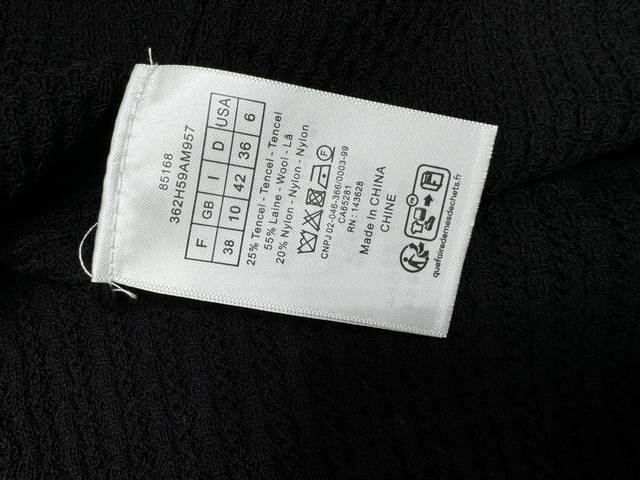 85168
362H59AM957
F GB I D USA
38 10 42 36 6
25% Tencel - Tencel - Tencel
55% Laine - Wool - Lã
20% Nylon - Nylon - Nylon
F
CNPJ 02-046-366/0003-99
CA65281
RN : 143628
Made In CHINA
CHINE
quefairedemesdechets.fr